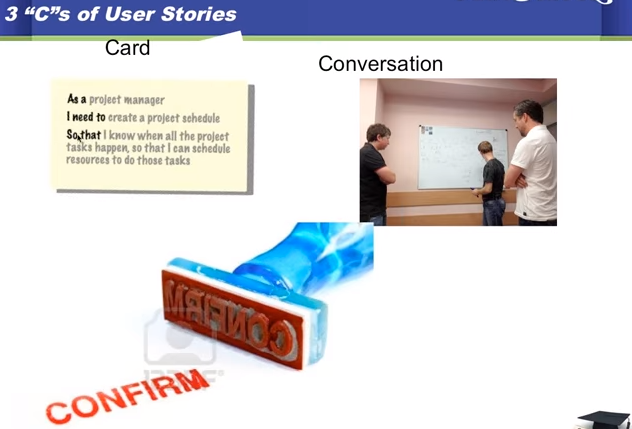 3 “C”s of User Stories
Card
Conversation
As a project manager
I need to create a project schedule
So that I know when all the project
tasks happen, so that I can schedule
resources to do those tasks
CONFIRM
CONFIRM